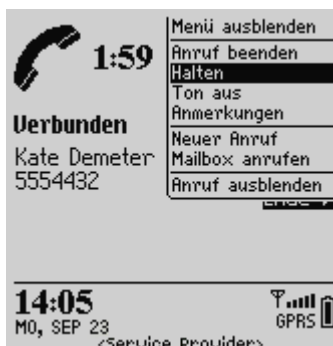 1:59
Verbunden
Kate Demeter
5554432
Menü ausblenden
Anruf beenden
Halten
Ton aus
Anmerkungen
Neuer Anruf
Mailbox anrufen
Anruf ausblenden
14:05
MO, SEP 23
GPRS
<Service Provider>